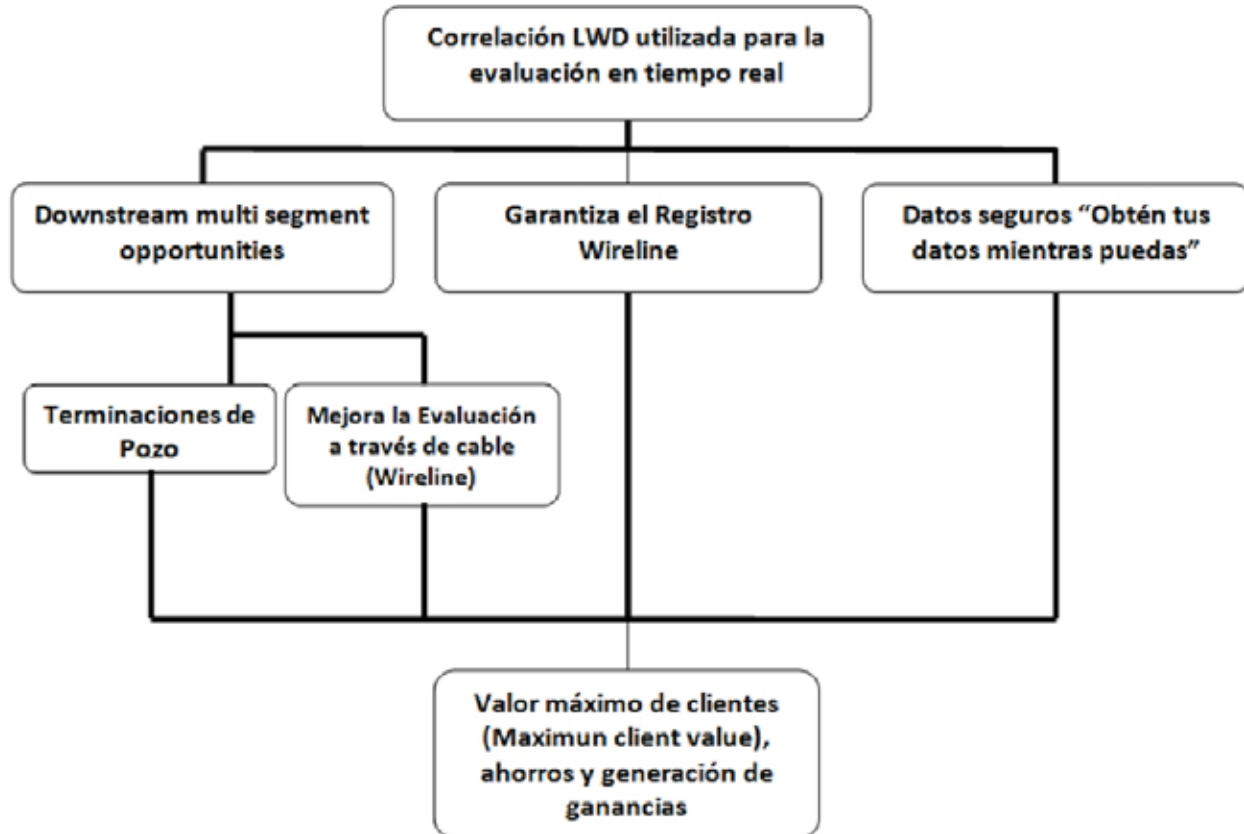 Correlación LWD utilizada para la
evaluación en tiempo real
Downstream multi segment
opportunities
Garantiza el Registro
Wireline
Datos seguros “Obtén tus
datos mientras puedas”
Terminaciones de
Pozo
Mejora la Evaluación
a través de cable
(Wireline)
Valor máximo de clientes
(Maximun client value),
ahorros y generación de
ganancias